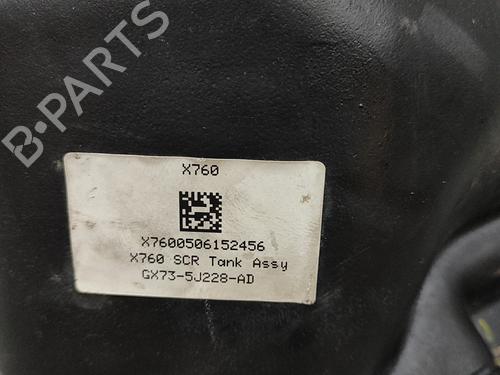 B-PARTS
X760
X7600506152456
X760 SCR Tank Assy
GX73-5J228-AD